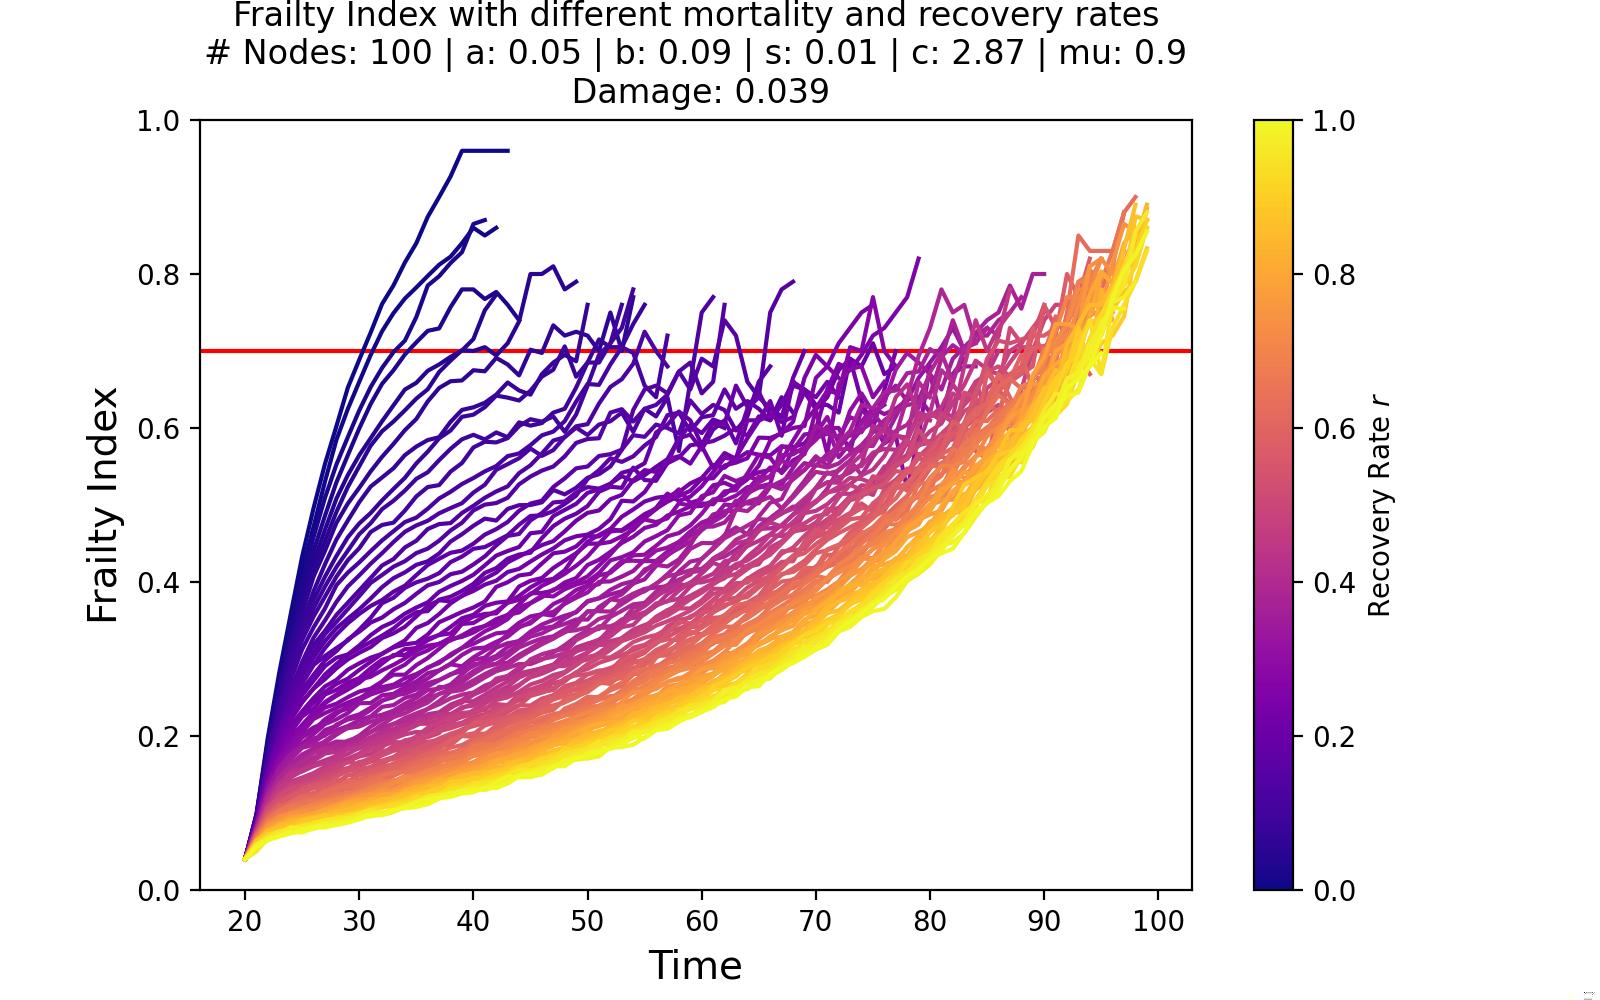 Frailty Index with different mortality and recovery rates
# Nodes: 100 | a: 0.05 | b: 0.09 | s: 0.01 | c: 2.87 | mu: 0.9
Damage: 0.039
1.0
0.8
0.6
0.4
0.2
0.0
Frailty Index
20 30 40 50 60 70 80 90 100
Time
1.0
0.8
0.6
0.4
0.2
0.0
Recovery Rate r